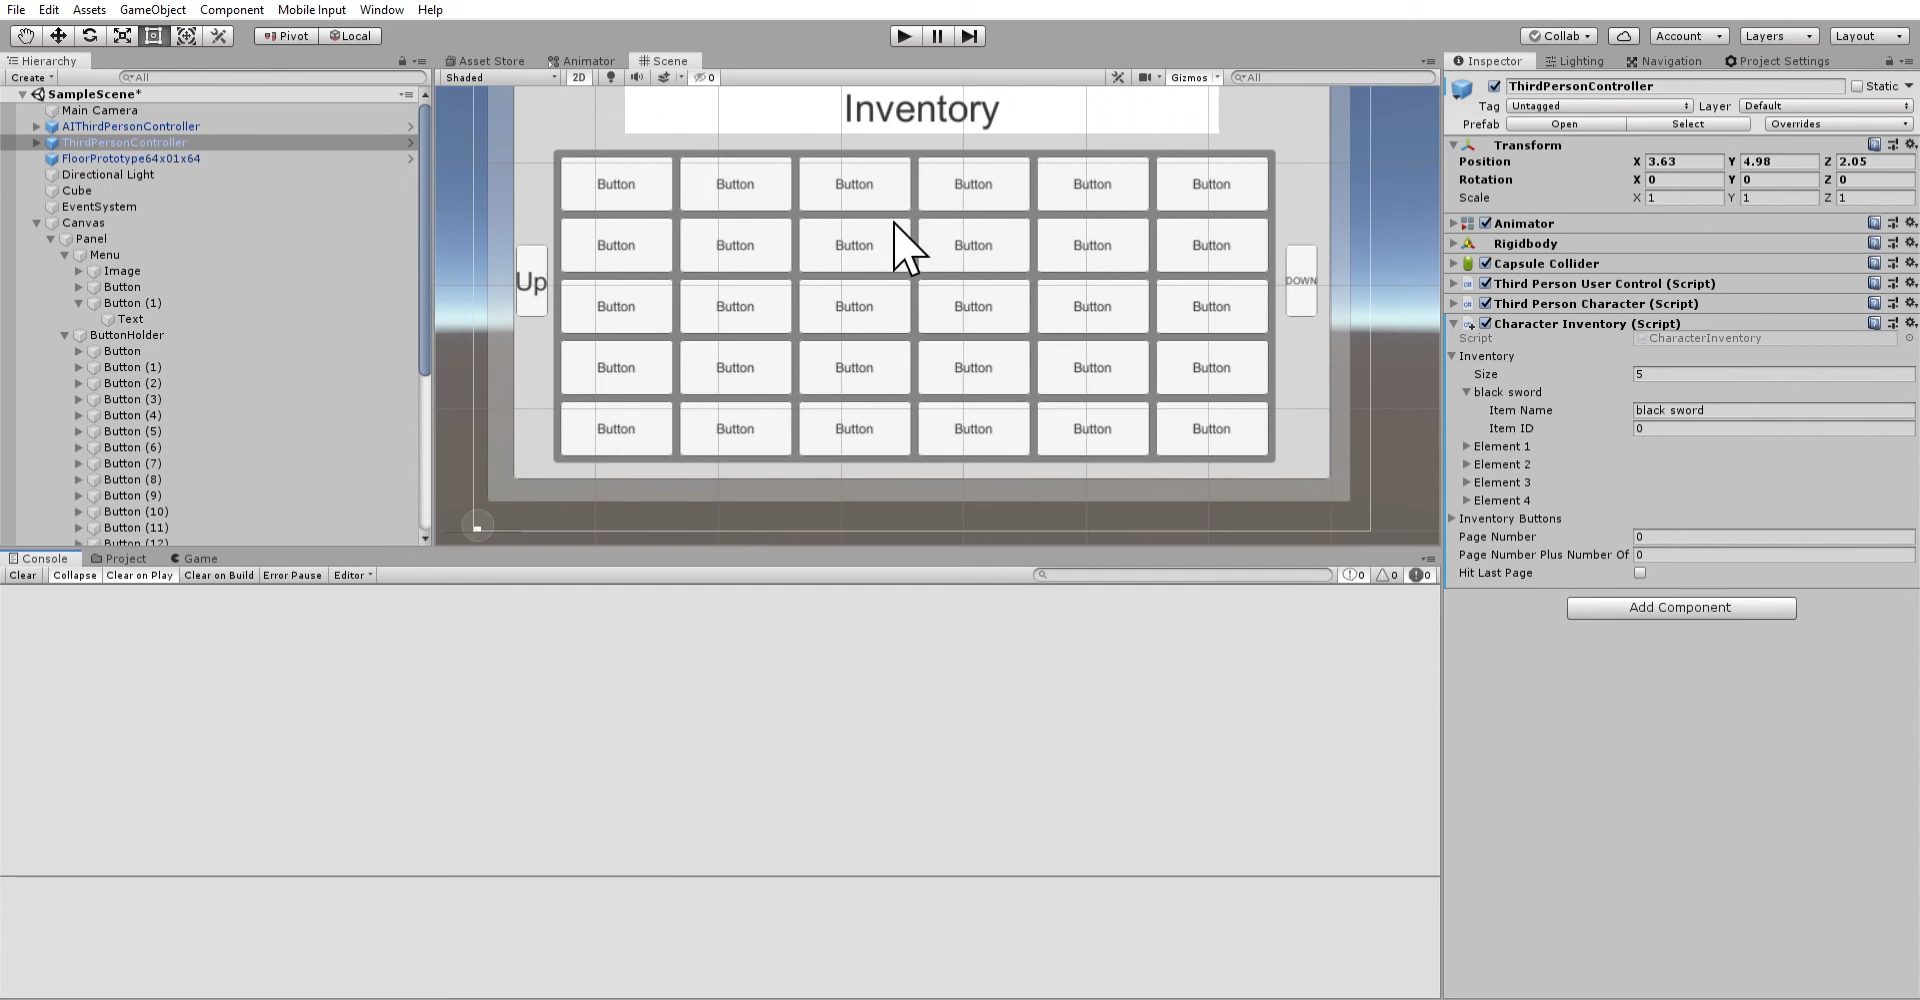 File Edit Assets GameObject Component Mobile Input Window Help
Pivot Local Collab Account Layers Layout
Hierarchy
Create All
SampleScene*
Main Camera
AIThirdPersonController
ThirdPersonController
FloorPrototype64x01x64
Directional Light
Cube
EventSystem
Canvas
Panel
Menu
Image
Button
Button (1)
Text
ButtonHolder
Button
Button (1)
Button (2)
Button (3)
Button (4)
Button (5)
Button (6)
Button (7)
Button (8)
Button (9)
Button (10)
Button (11)
Button (12)
Asset Store Animator Scene
Shaded 2D 0 Gizmos All
Inventory
Button Button Button Button Button Button
Button Button Button Button Button Button
Up DOWN
Button Button Button Button Button Button
Button Button Button Button Button Button
Button Button Button Button Button Button
Console Project Game
Clear Collapse Clear on Play Clear on Build Error Pause Editor 0 0 0
Inspector Lighting Navigation Project Settings
ThirdPersonController Static
Tag Untagged Layer Default
Prefab Open Select Overrides
Transform
Position X 3.63 Y 4.98 Z 2.05
Rotation X 0 Y 0 Z 0
Scale X 1 Y 1 Z 1
Animator
Rigidbody
Capsule Collider
Third Person User Control (Script)
Third Person Character (Script)
Character Inventory (Script)
Script CharacterInventory
Inventory
Size 5
black sword
Item Name black sword
Item ID 0
Element 1
Element 2
Element 3
Element 4
Inventory Buttons
Page Number 0
Page Number Plus Number Of 0
Hit Last Page
Add Component